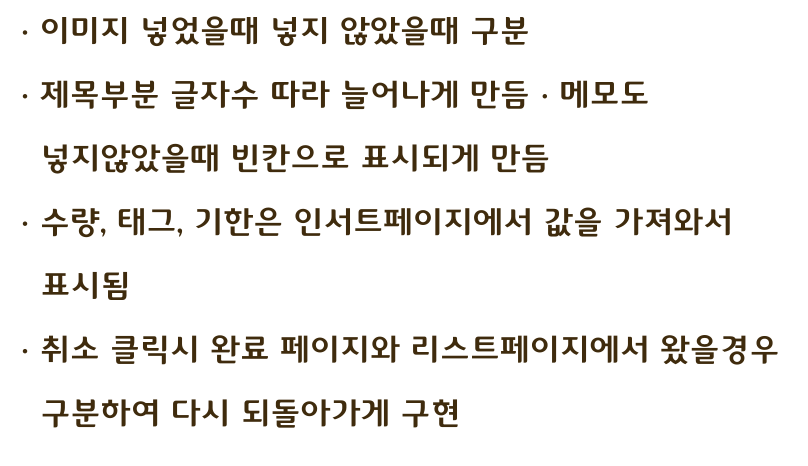 · 이미지 넣었을때 넣지 않았을때 구분
· 제목부분 글자수 따라 늘어나게 만듬 · 메모도
넣지않았을때 빈칸으로 표시되게 만듬
· 수량, 태그, 기한은 인서트페이지에서 값을 가져와서
표시됨
· 취소 클릭시 완료 페이지와 리스트페이지에서 왔을경우
구분하여 다시 되돌아가게 구현